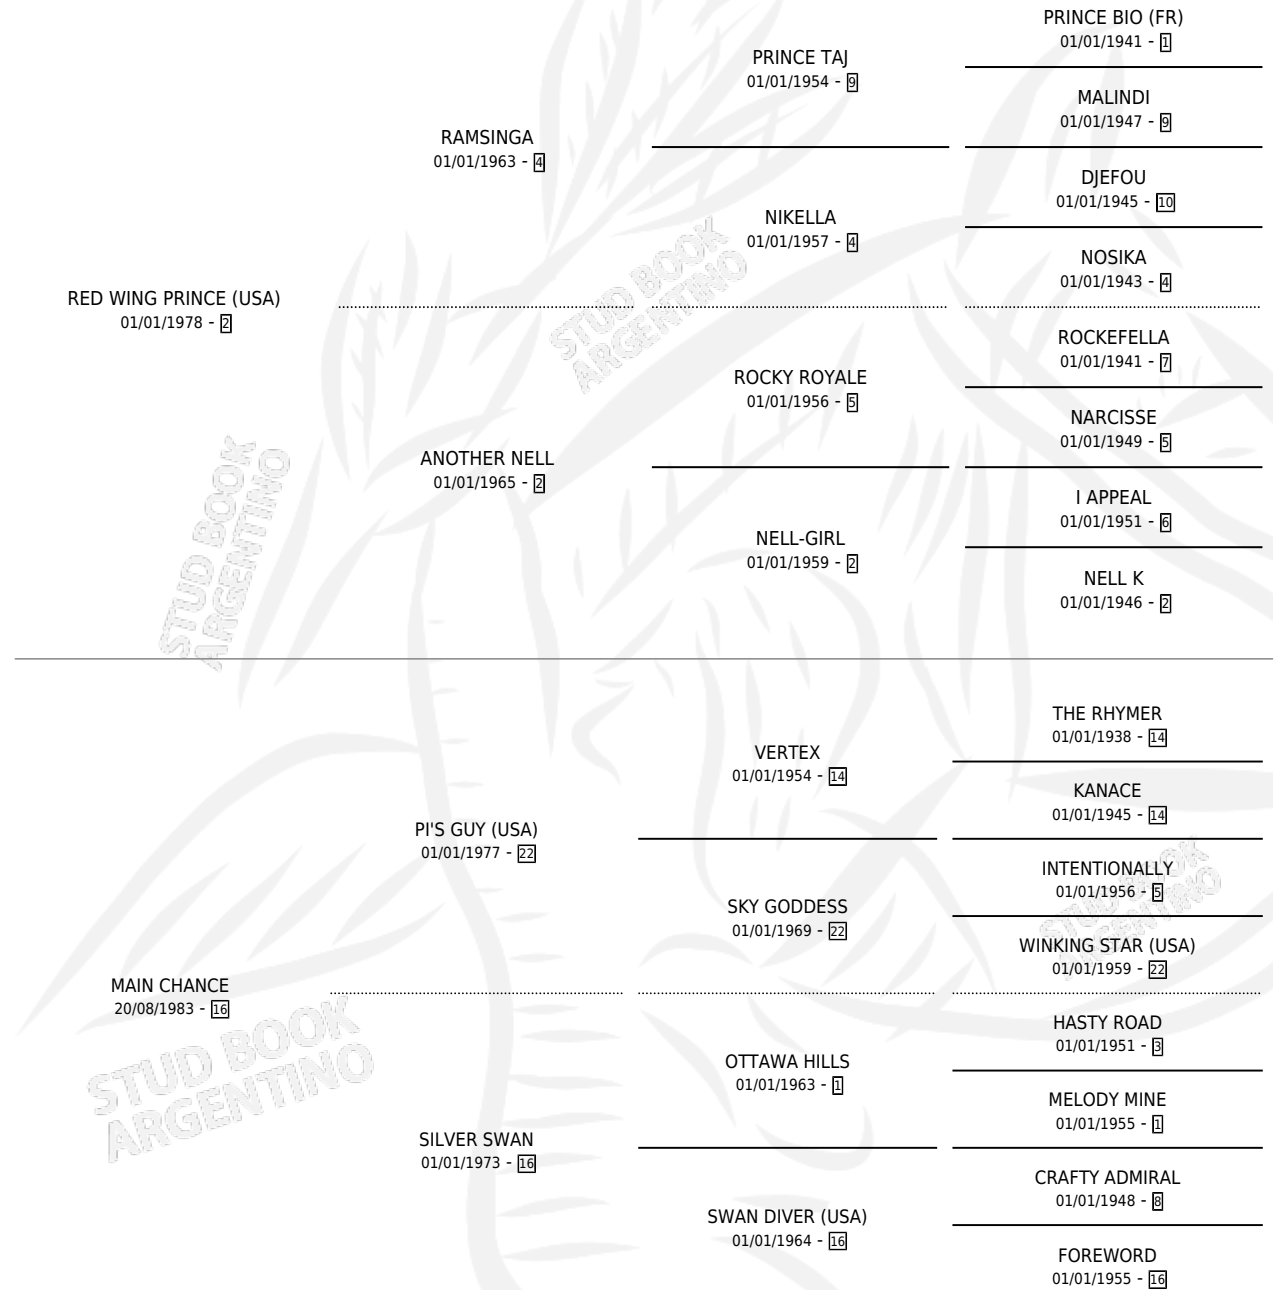 PRINCE BIO (FR)
01/01/1941 - 1
PRINCE TAJ
01/01/1954 - 9
MALINDI
01/01/1947 - 9
RAMSINGA
01/01/1963 - 4
DJEFOU
01/01/1945 - 10
NIKELLA
01/01/1957 - 4
NOSIKA
01/01/1943 - 4
RED WING PRINCE (USA)
01/01/1978 - 2
ROCKEFELLA
01/01/1941 - 7
ROCKY ROYALE
01/01/1956 - 5
NARCISSE
01/01/1949 - 5
ANOTHER NELL
01/01/1965 - 2
I APPEAL
01/01/1951 - 6
NELL-GIRL
01/01/1959 - 2
NELL K
01/01/1946 - 2
THE RHYMER
01/01/1938 - 14
VERTEX
01/01/1954 - 14
KANACE
01/01/1945 - 14
PI'S GUY (USA)
01/01/1977 - 22
INTENTIONALLY
01/01/1956 - 5
SKY GODDESS
01/01/1969 - 22
WINKING STAR (USA)
01/01/1959 - 22
MAIN CHANCE
20/08/1983 - 16
HASTY ROAD
01/01/1951 - 3
OTTAWA HILLS
01/01/1963 - 1
MELODY MINE
01/01/1955 - 1
SILVER SWAN
01/01/1973 - 16
CRAFTY ADMIRAL
01/01/1948 - 8
SWAN DIVER (USA)
01/01/1964 - 16
FOREWORD
01/01/1955 - 16
STUD BOOK
ARGENTINO
STUD BOOK
ARGENTINO
STUD BOOK
ARGENTINO
STUD BOOK
ARGENTINO